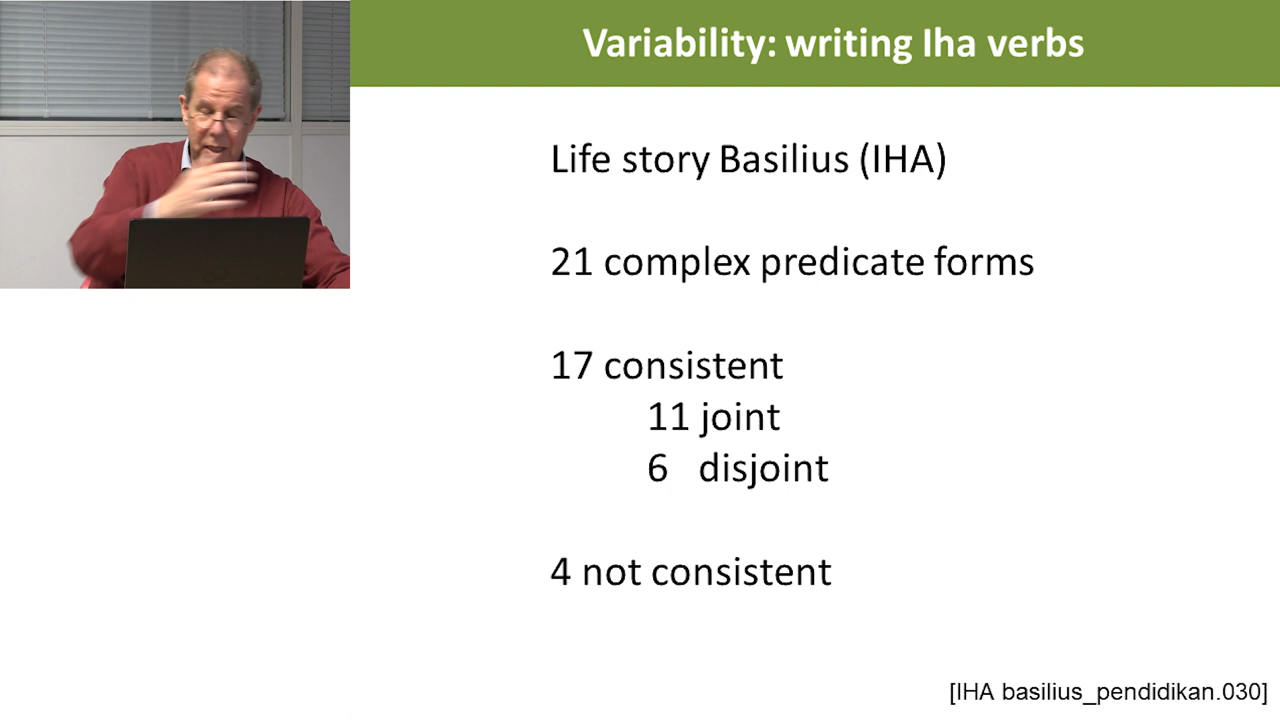 Variability: writing Iha verbs
Life story Basilius (IHA)
21 complex predicate forms
17 consistent
11 joint
6 disjoint
4 not consistent
[IHA basilius_pendidikan.030]